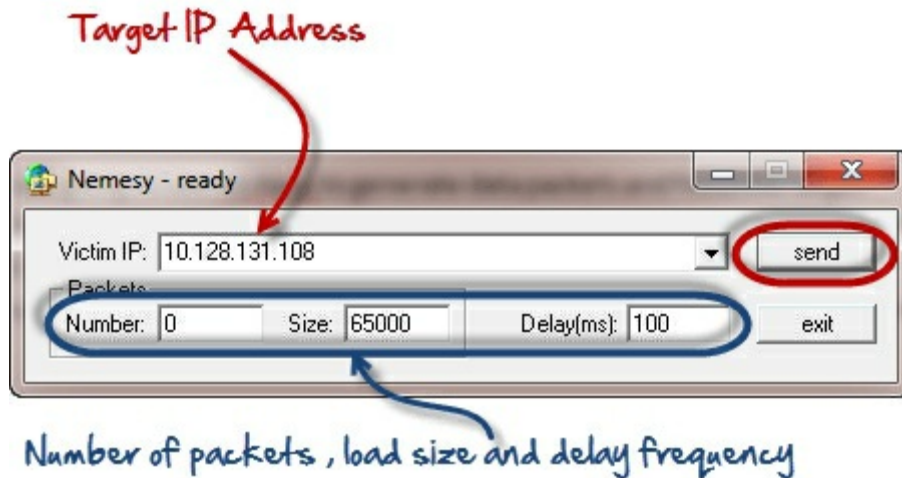 Target IP Address
Nemesy - ready
Victim IP: 10.128.131.108 send
Packets
Number: 0 Size: 65000 Delay(ms): 100 exit
Number of packets , load size and delay frequency